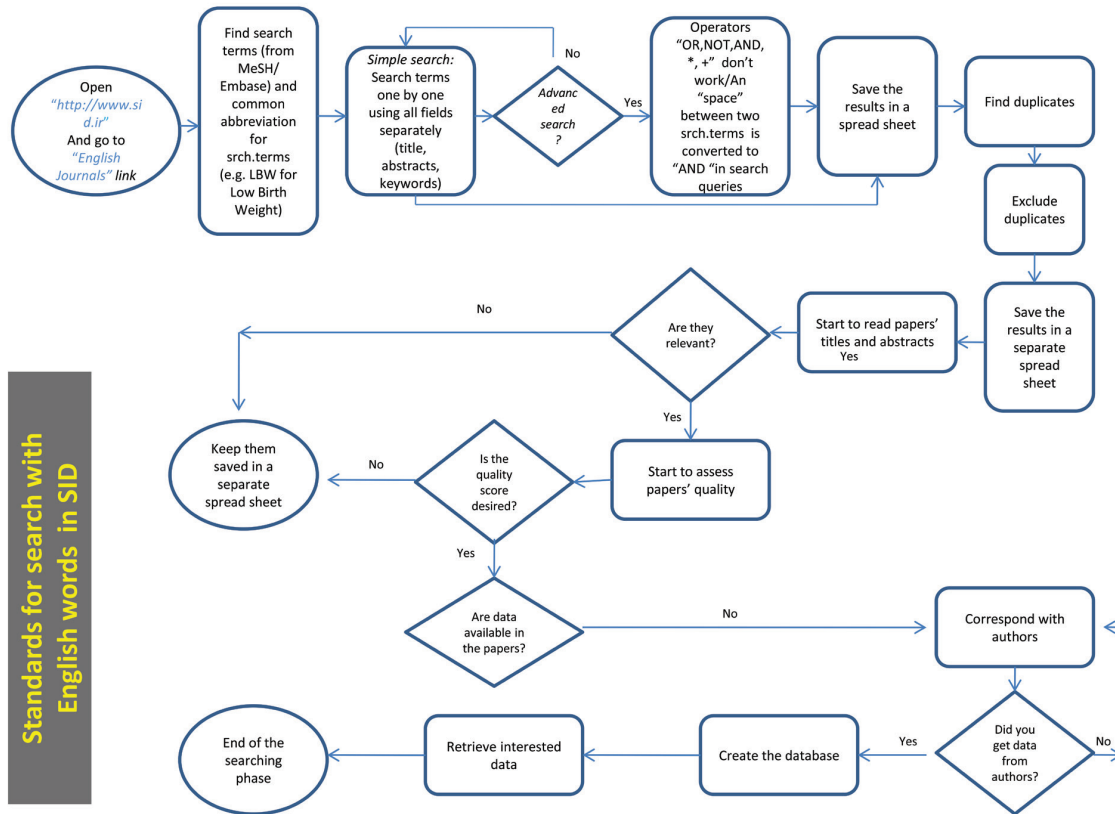 Open
"http://www.si
d.ir"
And go to
"English
Journals" link
Find search
terms (from
MeSH/
Embase) and
common
abbreviation
for
srch.terms
(e.g. LBW for
Low Birth
Weight)
Simple search:
Search terms
one by one
using all fields
separately
(title,
abstracts,
keywords)
No
Advanc
ed
search
?
Yes
Operators
"OR,NOT,AND,
*, +" don't
work/An
"space"
between two
srch.terms is
converted to
"AND "in search
queries
Save the
results in a
spread sheet
Find duplicates
Exclude
duplicates
Save the
results in a
separate
spread
sheet
Start to read papers'
titles and abstracts
Yes
Are they
relevant?
No
Yes
Keep them
saved in a
separate
spread sheet
No
Is the
quality
score
desired?
Start to assess
papers' quality
Yes
Are data
available in
the papers?
No
Correspond with
authors
Did you
get data
from
authors?
No
Yes
Create the database
Retrieve interested
data
End of the
searching
phase
Standards for search with
English words in SID